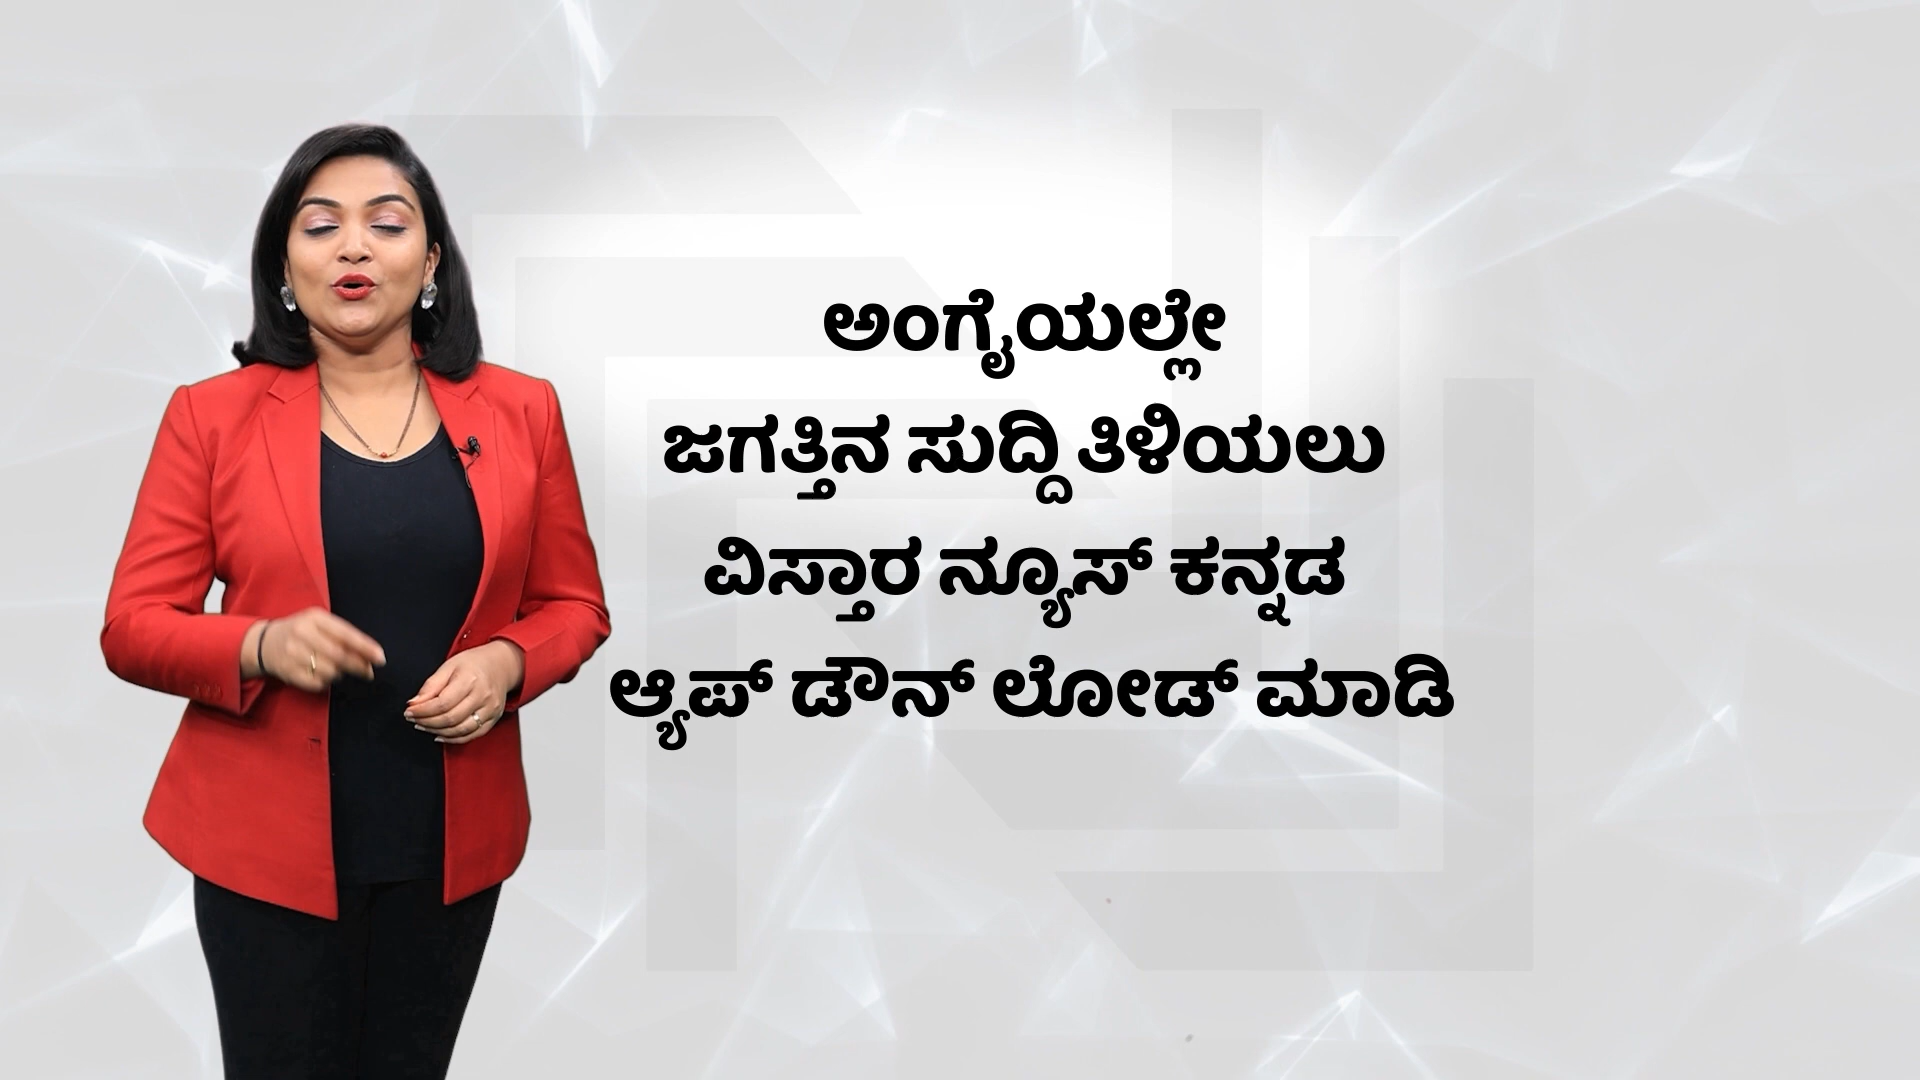 ಅಂಗೈಯಲ್ಲೇ
ಜಗತ್ತಿನ ಸುದ್ದಿ ತಿಳಿಯಲು
ವಿಸ್ತಾರ ನ್ಯೂಸ್ ಕನ್ನಡ
ಆ್ಯಪ್ ಡೌನ್ ಲೋಡ್ ಮಾಡಿ